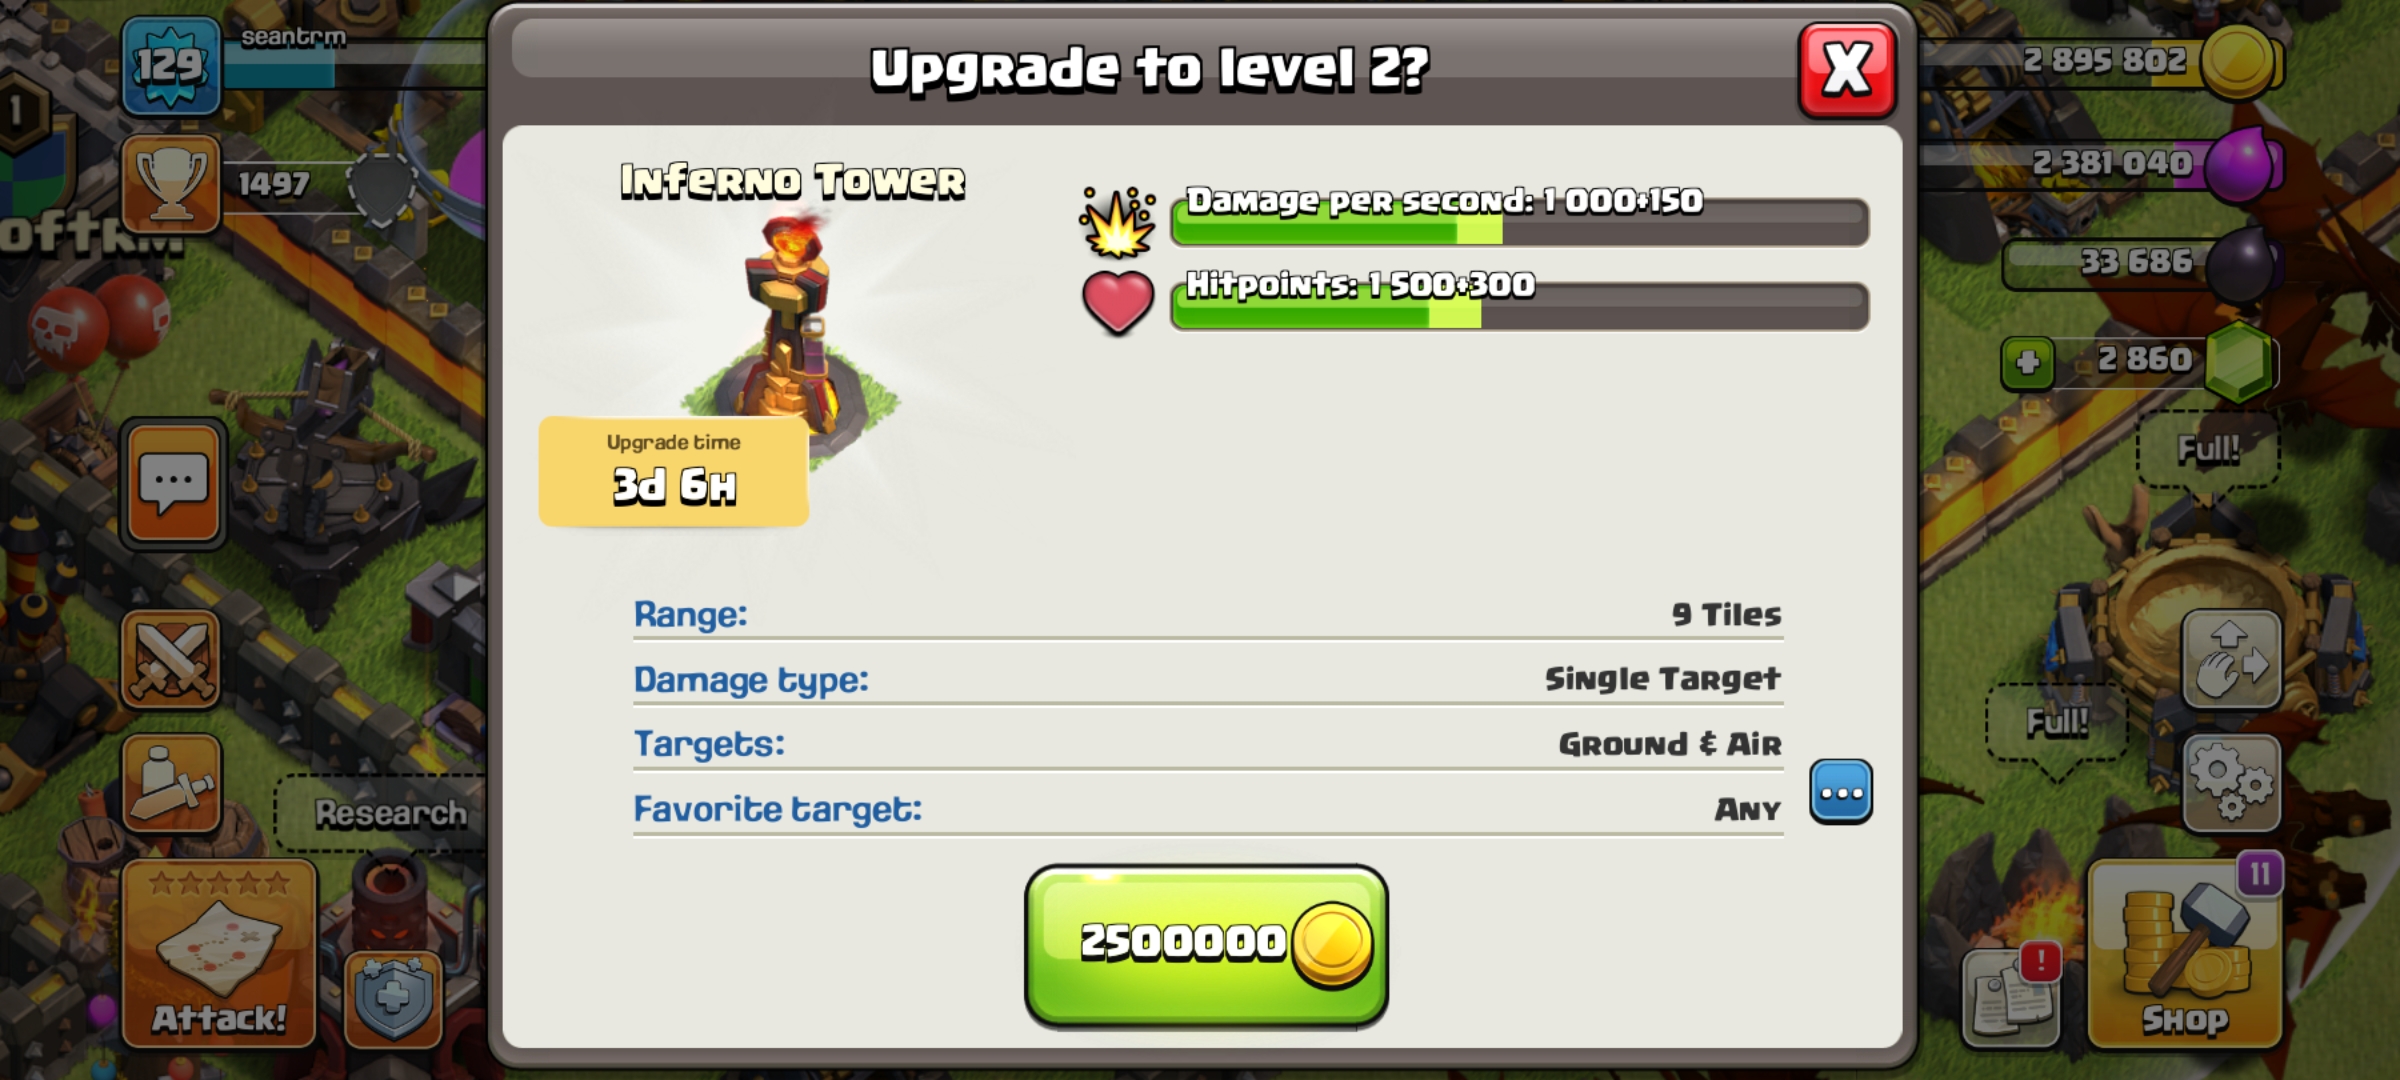 129
seantrm
1497
1
Research
Attack!
Upgrade to level 2?
X
Inferno Tower
Upgrade time
3d 6H
Damage per second: 1 000+150
Hitpoints: 1 500+300
Range: 9 Tiles
Damage type: Single Target
Targets: Ground & Air
Favorite target: Any
2500000
2 895 802
2 381 040
33 686
2 860
Full!
Full!
11
!
Shop